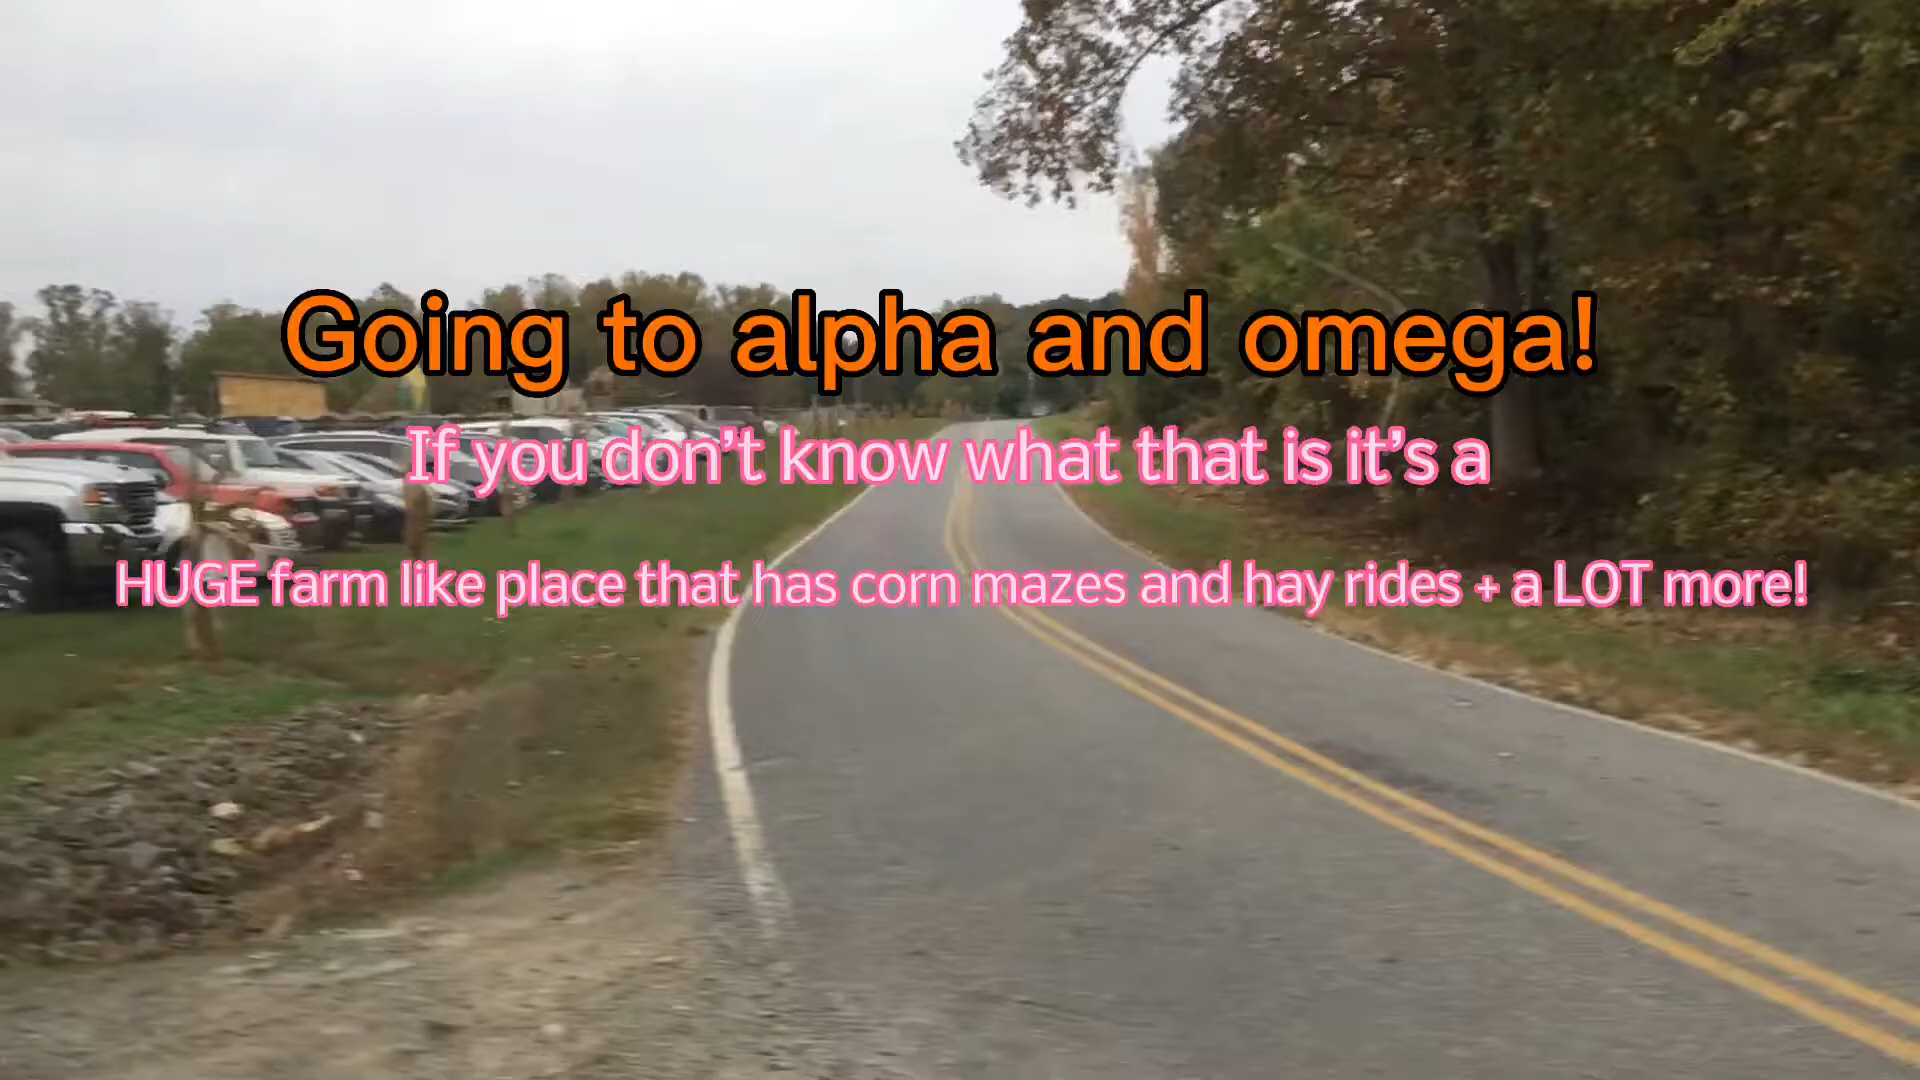 Going to alpha and omega!
If you don’t know what that is it’s a
HUGE farm like place that has corn mazes and hay rides + a LOT more!